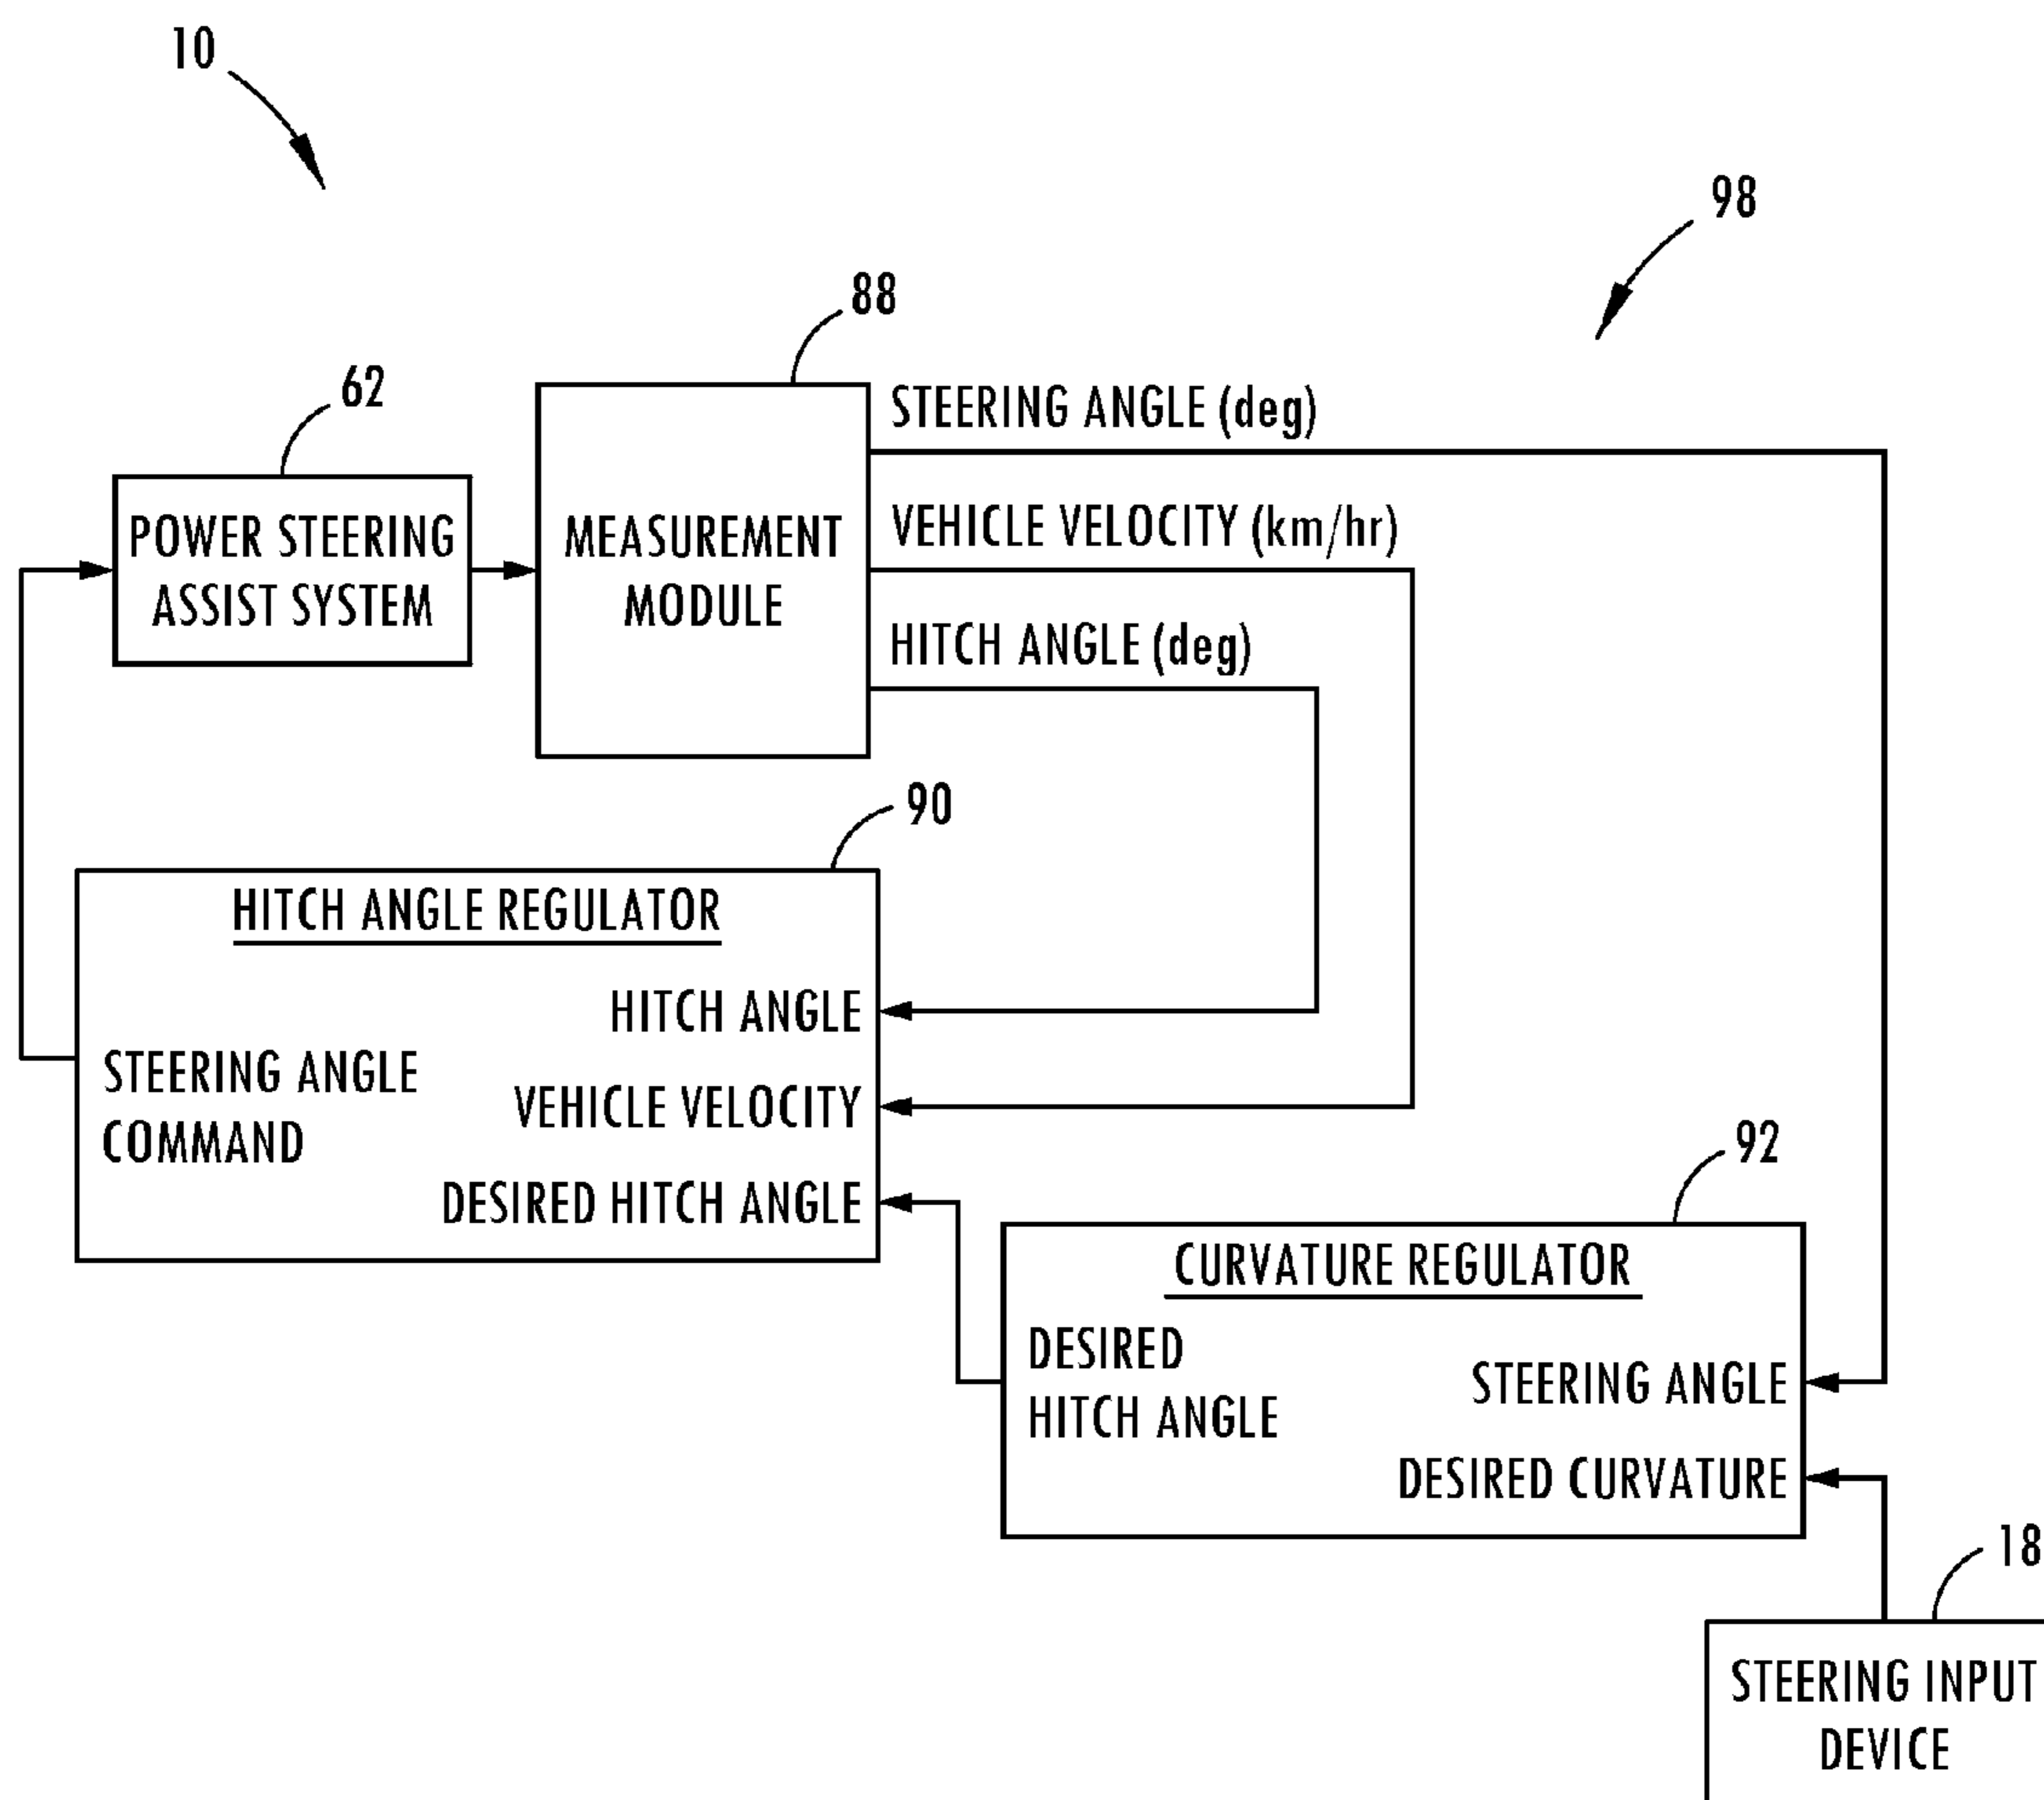 10
98
88
62
STEERING ANGLE (deg)
VEHICLE VELOCITY (km/hr)
HITCH ANGLE (deg)
POWER STEERING
ASSIST SYSTEM
MEASUREMENT
MODULE
90
HITCH ANGLE REGULATOR
HITCH ANGLE
STEERING ANGLE
COMMAND
VEHICLE VELOCITY
DESIRED HITCH ANGLE
92
CURVATURE REGULATOR
DESIRED
HITCH ANGLE
STEERING ANGLE
DESIRED CURVATURE
18
STEERING INPUT
DEVICE